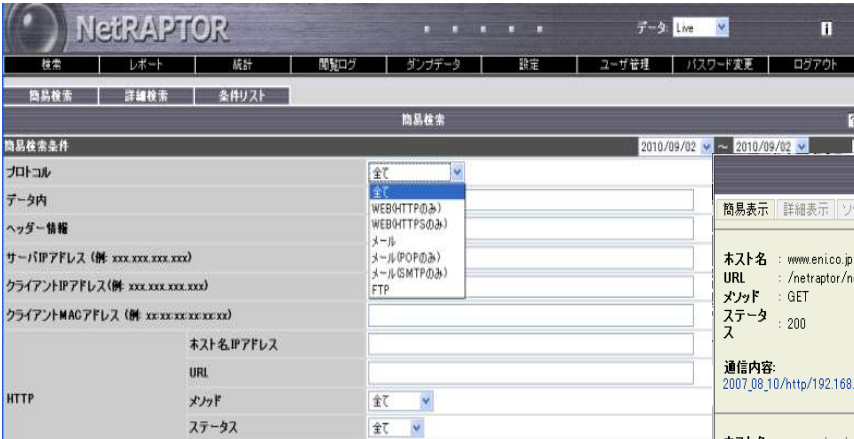 NetRAPTOR
データ: Live
検索 レポート 統計 閲覧ログ ダンプデータ 設定 ユーザ管理 パスワード変更 ログアウト
簡易検索 詳細検索 条件リスト
簡易検索
簡易検索条件 2010/09/02 ～ 2010/09/02
プロトコル 全て
全て
WEB(HTTPのみ)
WEB(HTTPSのみ)
メール
メール(POPのみ)
メール(SMTPのみ)
FTP
データ内
ヘッダー情報
サーバIPアドレス (例: xxx.xxx.xxx.xxx)
クライアントIPアドレス(例: xxx.xxx.xxx.xxx)
クライアントMACアドレス (例: xx:xx:xx:xx:xx:xx)
HTTP
ホスト名,IPアドレス
URL
メソッド 全て
ステータス 全て
簡易表示 詳細表示 ソ
ホスト名 : www.eni.co.jp
URL : /netraptor/n
メソッド : GET
ステータス : 200
通信内容:
2007_08_10/http/192.168.